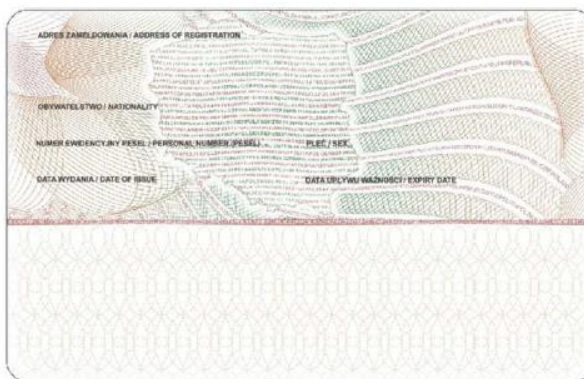 ADRES ZAMELDOWANIA / ADDRESS OF REGISTRATION
OBYWATELSTWO / NATIONALITY
NUMER EWIDENCYJNY PESEL / PERSONAL NUMBER (PESEL) PŁEĆ / SEX
DATA WYDANIA / DATE OF ISSUE DATA UPŁYWU WAŻNOŚCI / EXPIRY DATE